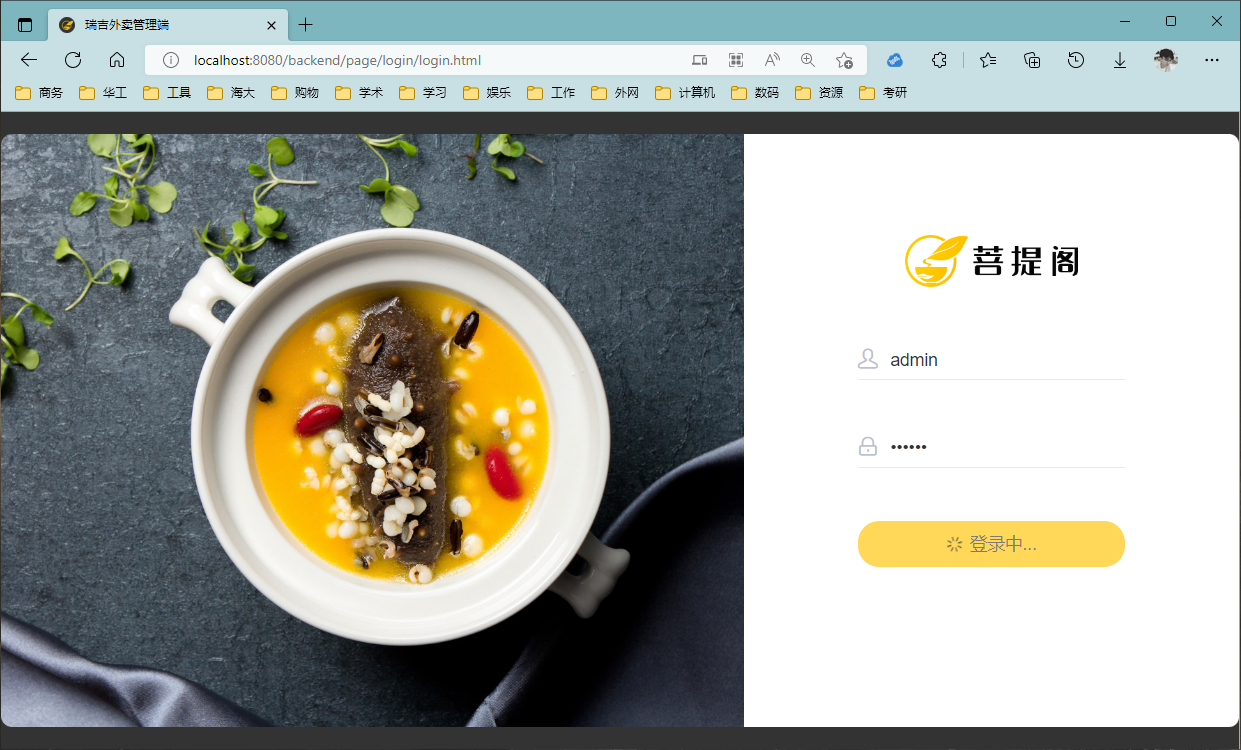 瑞吉外卖管理端
localhost:8080/backend/page/login/login.html
商务 华工 工具 海大 购物 学术 学习 娱乐 工作 外网 计算机 数码 资源 考研
菩提阁
admin
••••••
登录中...